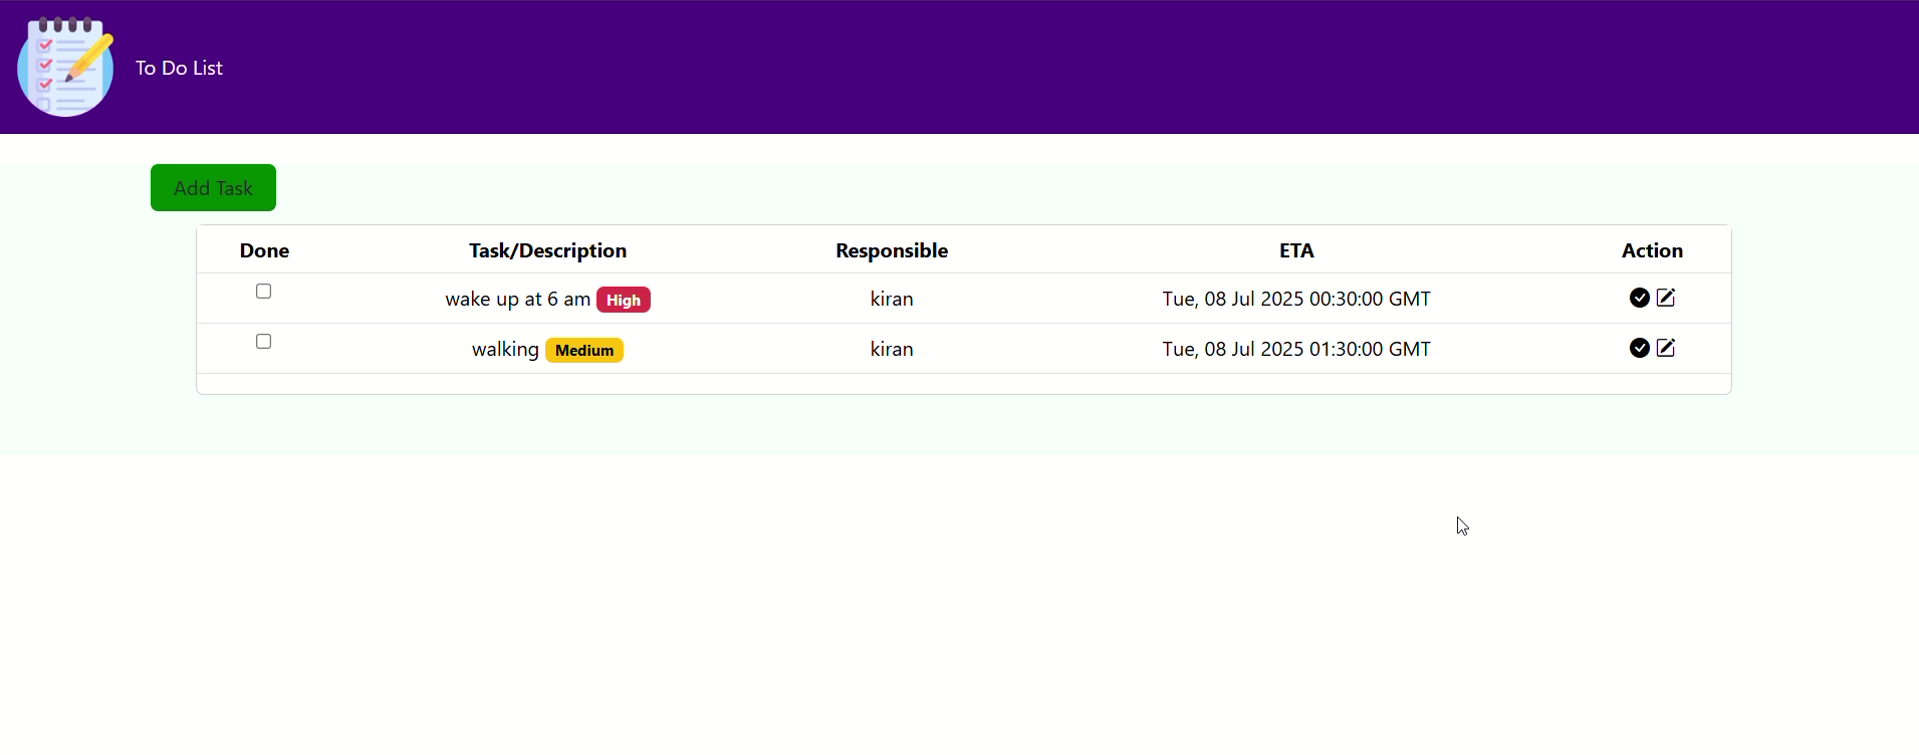 To Do List
Add Task
Done Task/Description Responsible ETA Action
wake up at 6 am High kiran Tue, 08 Jul 2025 00:30:00 GMT
walking Medium kiran Tue, 08 Jul 2025 01:30:00 GMT